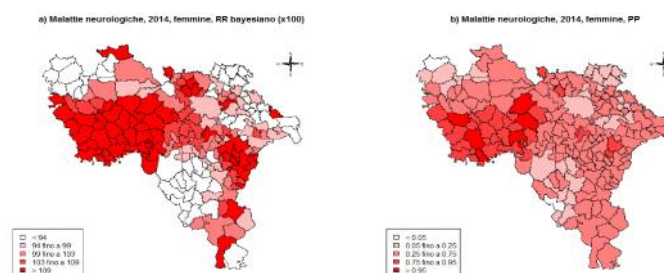 a) Malattie neurologiche, 2014, femmine, RR bayesiano (x100)
< 94
94 fino a 99
99 fino a 103
103 fino a 109
> 109
b) Malattie neurologiche, 2014, femmine, PP
< 0.05
0.05 fino a 0.25
0.25 fino a 0.75
0.75 fino a 0.95
> 0.95